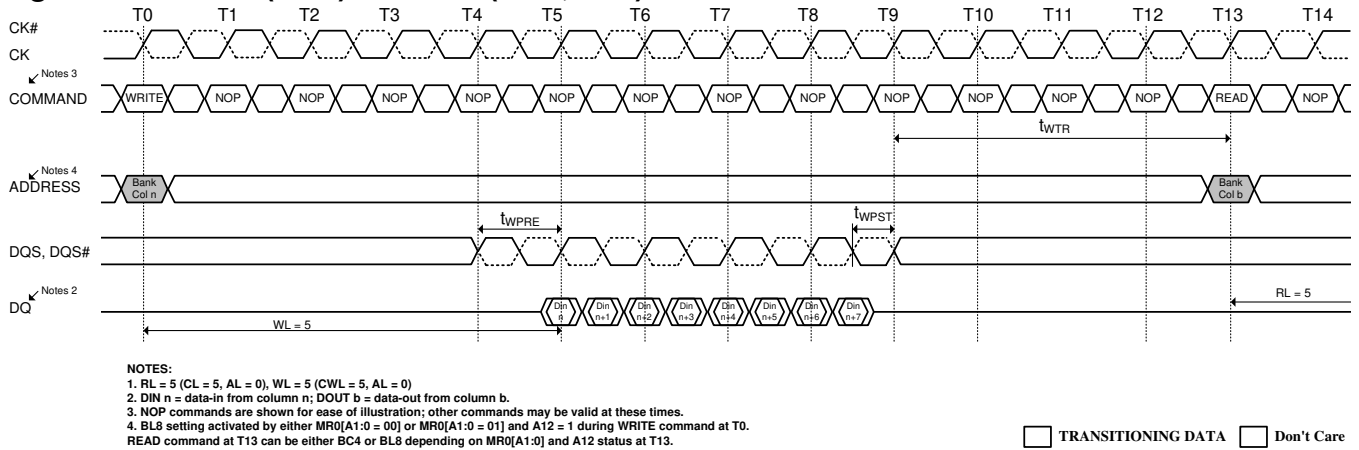 T0 T1 T2 T3 T4 T5 T6 T7 T8 T9 T10 T11 T12 T13 T14
CK#
CK
Notes 3
COMMAND WRITE NOP NOP NOP NOP NOP NOP NOP NOP NOP NOP NOP NOP READ NOP
tWTR
Notes 4
ADDRESS
Bank
Col n
Bank
Col b
tWPRE
tWPST
DQS, DQS#
Notes 2
DQ
Din
n
Din
n+1
Din
n+2
Din
n+3
Din
n+4
Din
n+5
Din
n+6
Din
n+7
RL = 5
WL = 5
NOTES:
1. RL = 5 (CL = 5, AL = 0), WL = 5 (CWL = 5, AL = 0)
2. DIN n = data-in from column n; DOUT b = data-out from column b.
3. NOP commands are shown for ease of illustration; other commands may be valid at these times.
4. BL8 setting activated by either MR0[A1:0 = 00] or MR0[A1:0 = 01] and A12 = 1 during WRITE command at T0.
READ command at T13 can be either BC4 or BL8 depending on MR0[A1:0] and A12 status at T13.
TRANSITIONING DATA Don't Care